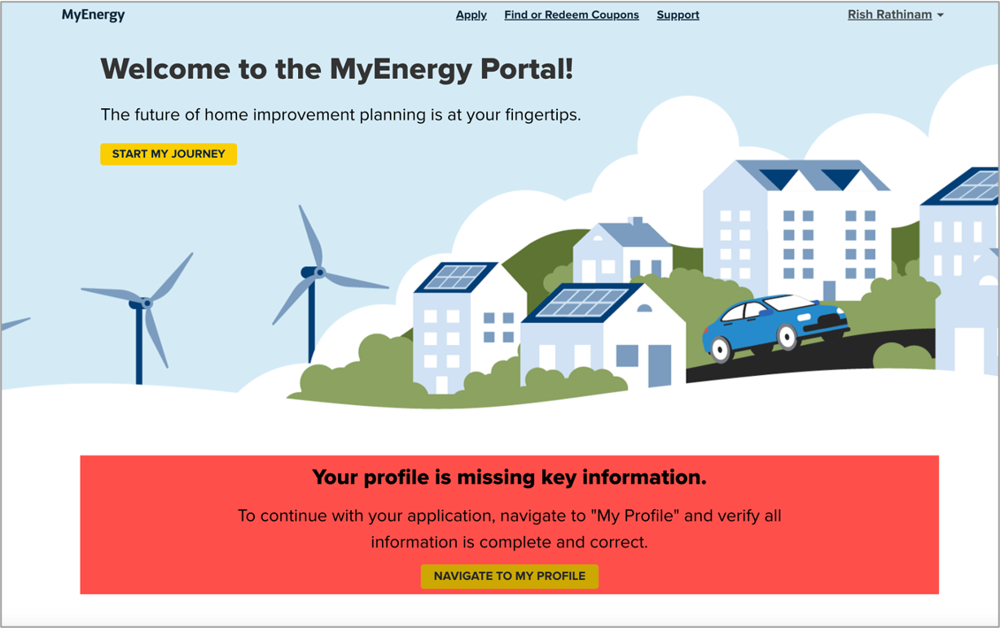 MyEnergy
Apply
Find or Redeem Coupons
Support
Rish Rathinam
Welcome to the MyEnergy Portal!
The future of home improvement planning is at your fingertips.
START MY JOURNEY
Your profile is missing key information.
To continue with your application, navigate to "My Profile" and verify all
information is complete and correct.
NAVIGATE TO MY PROFILE